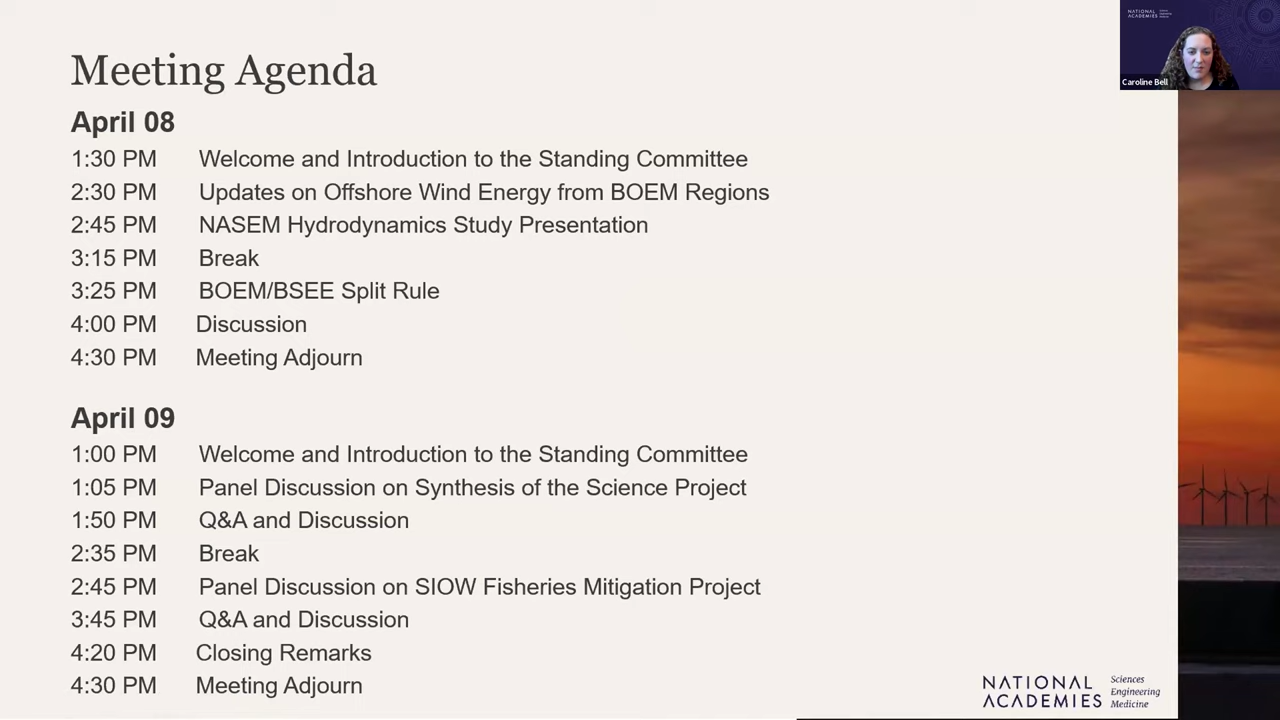 Meeting Agenda
April 08
1:30 PM Welcome and Introduction to the Standing Committee
2:30 PM Updates on Offshore Wind Energy from BOEM Regions
2:45 PM NASEM Hydrodynamics Study Presentation
3:15 PM Break
3:25 PM BOEM/BSEE Split Rule
4:00 PM Discussion
4:30 PM Meeting Adjourn
April 09
1:00 PM Welcome and Introduction to the Standing Committee
1:05 PM Panel Discussion on Synthesis of the Science Project
1:50 PM Q&A and Discussion
2:35 PM Break
2:45 PM Panel Discussion on SIOW Fisheries Mitigation Project
3:45 PM Q&A and Discussion
4:20 PM Closing Remarks
4:30 PM Meeting Adjourn
NATIONAL ACADEMIES
Caroline Bell
NATIONAL ACADEMIES
Sciences
Engineering
Medicine